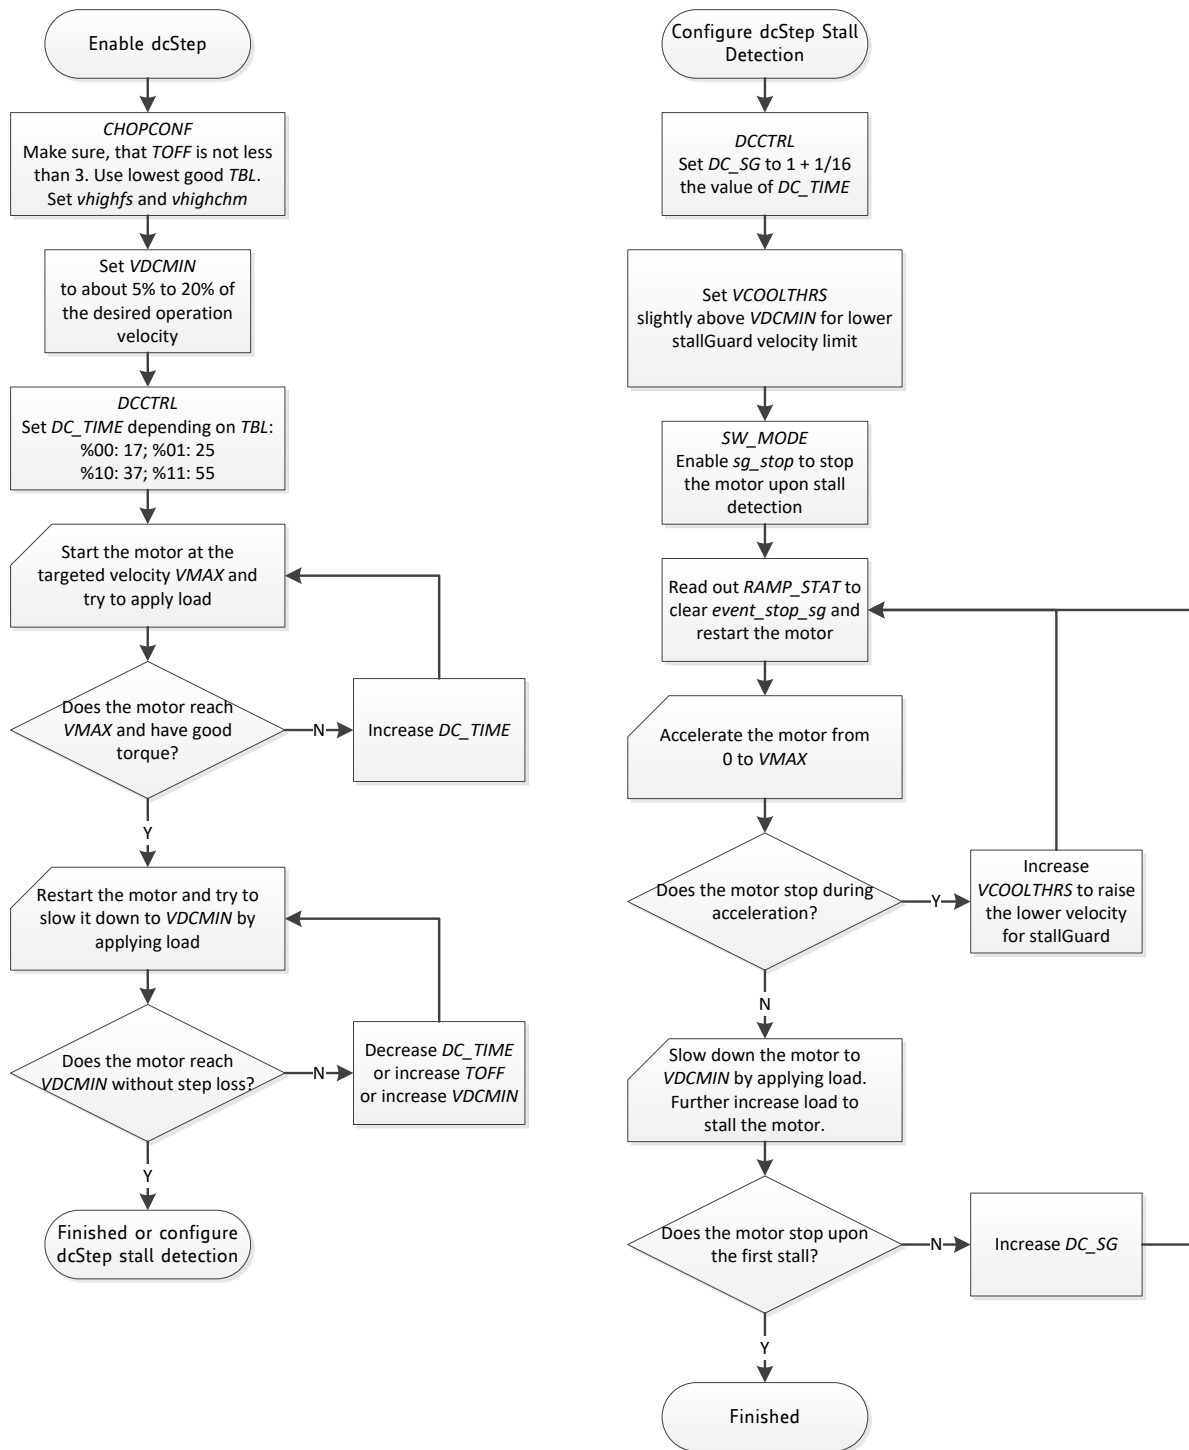 Enable dcStep
CHOPCONF
Make sure, that TOFF is not less
than 3. Use lowest good TBL.
Set vhighfs and vhighchm
Set VDCMIN
to about 5% to 20% of
the desired operation
velocity
DCCTRL
Set DC_TIME depending on TBL:
%00: 17; %01: 25
%10: 37; %11: 55
Start the motor at the
targeted velocity VMAX and
try to apply load
Does the motor reach
VMAX and have good
torque?
N
Increase DC_TIME
Y
Restart the motor and try to
slow it down to VDCMIN by
applying load
Does the motor reach
VDCMIN without step loss?
N
Decrease DC_TIME
or increase TOFF
or increase VDCMIN
Y
Finished or configure
dcStep stall detection
Configure dcStep Stall
Detection
DCCTRL
Set DC_SG to 1 + 1/16
the value of DC_TIME
Set VCOOLTHRS
slightly above VDCMIN for lower
stallGuard velocity limit
SW_MODE
Enable sg_stop to stop
the motor upon stall
detection
Read out RAMP_STAT to
clear event_stop_sg and
restart the motor
Accelerate the motor from
0 to VMAX
Does the motor stop during
acceleration?
Y
Increase
VCOOLTHRS to raise
the lower velocity
for stallGuard
N
Slow down the motor to
VDCMIN by applying load.
Further increase load to
stall the motor.
Does the motor stop upon
the first stall?
N
Increase DC_SG
Y
Finished